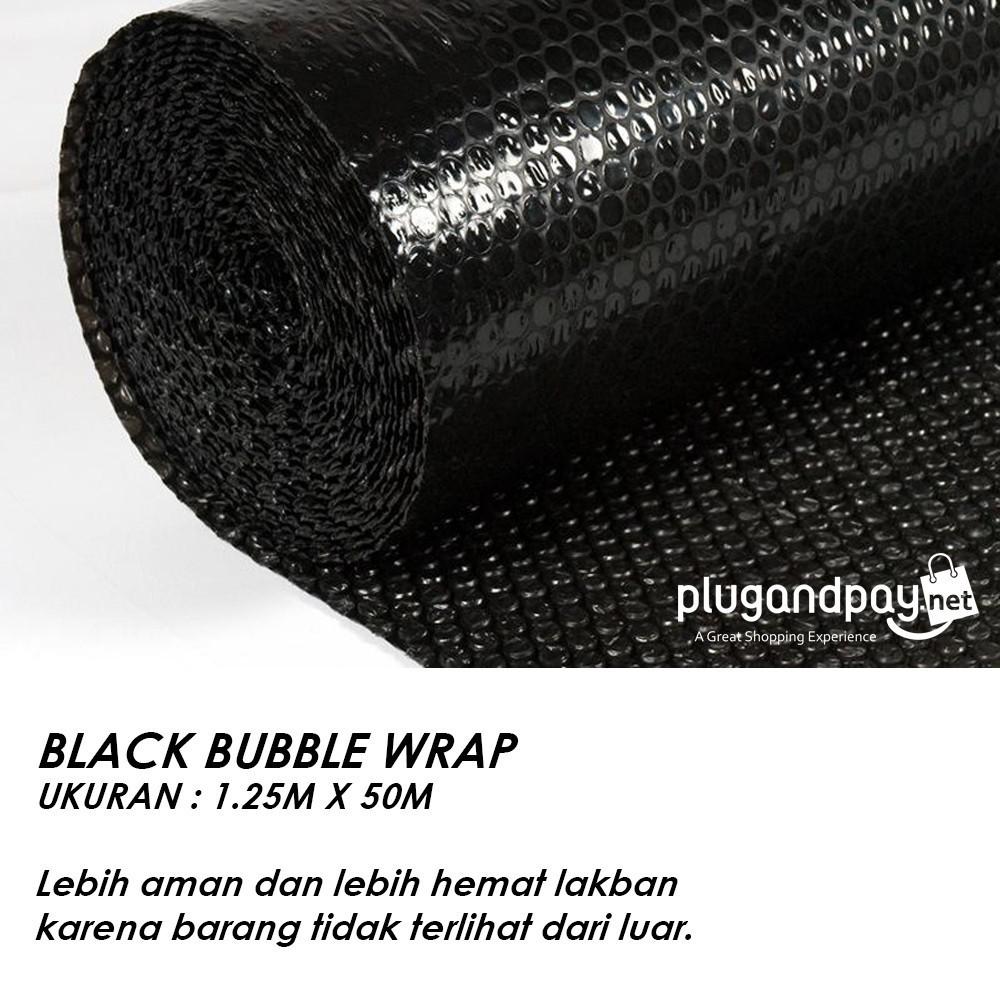 plugandpay.net
A Great Shopping Experience
BLACK BUBBLE WRAP
UKURAN : 1.25M X 50M
Lebih aman dan lebih hemat lakban
karena barang tidak terlihat dari luar.